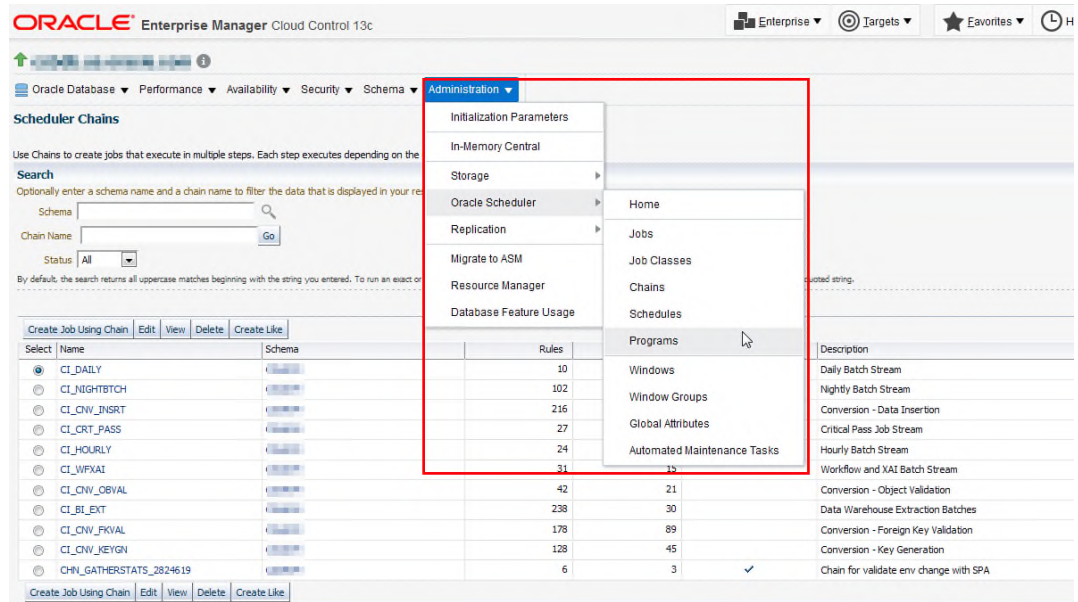 ORACLE® Enterprise Manager Cloud Control 13c
Enterprise Targets Favorites H
Oracle Database Performance Availability Security Schema Administration
Scheduler Chains
Use Chains to create jobs that execute in multiple steps. Each step executes depending on the
Search
Optionally enter a schema name and a chain name to filter the data that is displayed in your
Schema
Chain Name Go
Status All
By default, the search returns all uppercase matches beginning with the string you entered. To run an exact or
string.
Initialization Parameters
In-Memory Central
Storage
Oracle Scheduler
Replication
Migrate to ASM
Resource Manager
Database Feature Usage
Home
Jobs
Job Classes
Chains
Schedules
Programs
Windows
Window Groups
Global Attributes
Automated Maintenance Tasks
Create Job Using Chain Edit View Delete Create Like
Select Name Schema Rules Description
CI_DAILY 10 Daily Batch Stream
CI_NIGHTBTCH 102 Nightly Batch Stream
CI_CNV_INSRT 216 Conversion - Data Insertion
CI_CRT_PASS 27 Critical Pass Job Stream
CI_HOURLY 24 Hourly Batch Stream
CI_WFXAI 31 15 Workflow and XAI Batch Stream
CI_CNV_OBVAL 42 21 Conversion - Object Validation
CI_BI_EXT 238 30 Data Warehouse Extraction Batches
CI_CNV_FKVAL 178 89 Conversion - Foreign Key Validation
CI_CNV_KEYGN 128 45 Conversion - Key Generation
CHN_GATHERSTATS_2824619 6 3 Chain for validate env change with SPA
Create Job Using Chain Edit View Delete Create Like